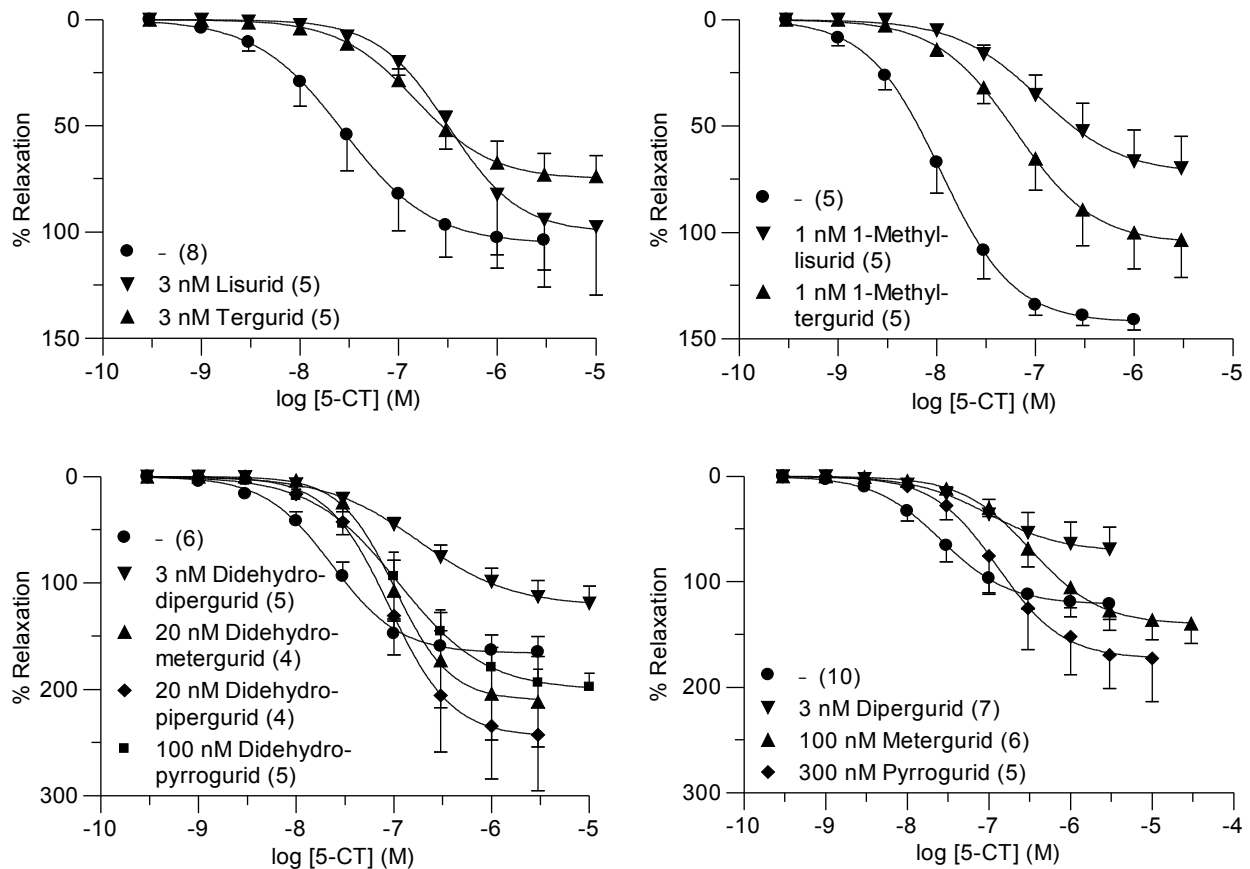 0
50
100
150
% Relaxation
- (8)
3 nM Lisurid (5)
3 nM Tergurid (5)
-10
-9
-8
-7
-6
-5
log [5-CT] (M)
0
50
100
150
% Relaxation
- (5)
1 nM 1-Methyl-
lisurid (5)
1 nM 1-Methyl-
tergurid (5)
-10
-9
-8
-7
-6
-5
log [5-CT] (M)
0
100
200
300
% Relaxation
- (6)
3 nM Didehydro-
dipergurid (5)
20 nM Didehydro-
metergurid (4)
20 nM Didehydro-
pipergurid (4)
100 nM Didehydro-
pyrrogurid (5)
-10
-9
-8
-7
-6
-5
log [5-CT] (M)
0
100
200
300
% Relaxation
- (10)
3 nM Dipergurid (7)
100 nM Metergurid (6)
300 nM Pyrrogurid (5)
-10
-9
-8
-7
-6
-5
-4
log [5-CT] (M)